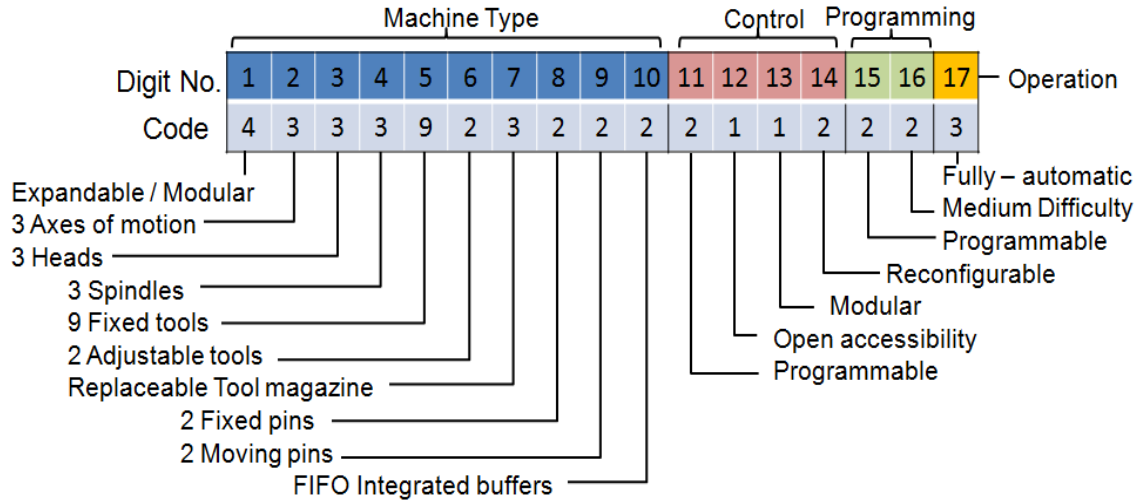 Machine Type
Control
Programming
Digit No. 1 2 3 4 5 6 7 8 9 10 11 12 13 14 15 16 17 Operation
Code 4 3 3 3 9 2 3 2 2 2 2 1 1 2 2 2 3
Expandable / Modular
3 Axes of motion
3 Heads
3 Spindles
9 Fixed tools
2 Adjustable tools
Replaceable Tool magazine
2 Fixed pins
2 Moving pins
FIFO Integrated buffers
Fully – automatic
Medium Difficulty
Programmable
Reconfigurable
Modular
Open accessibility
Programmable